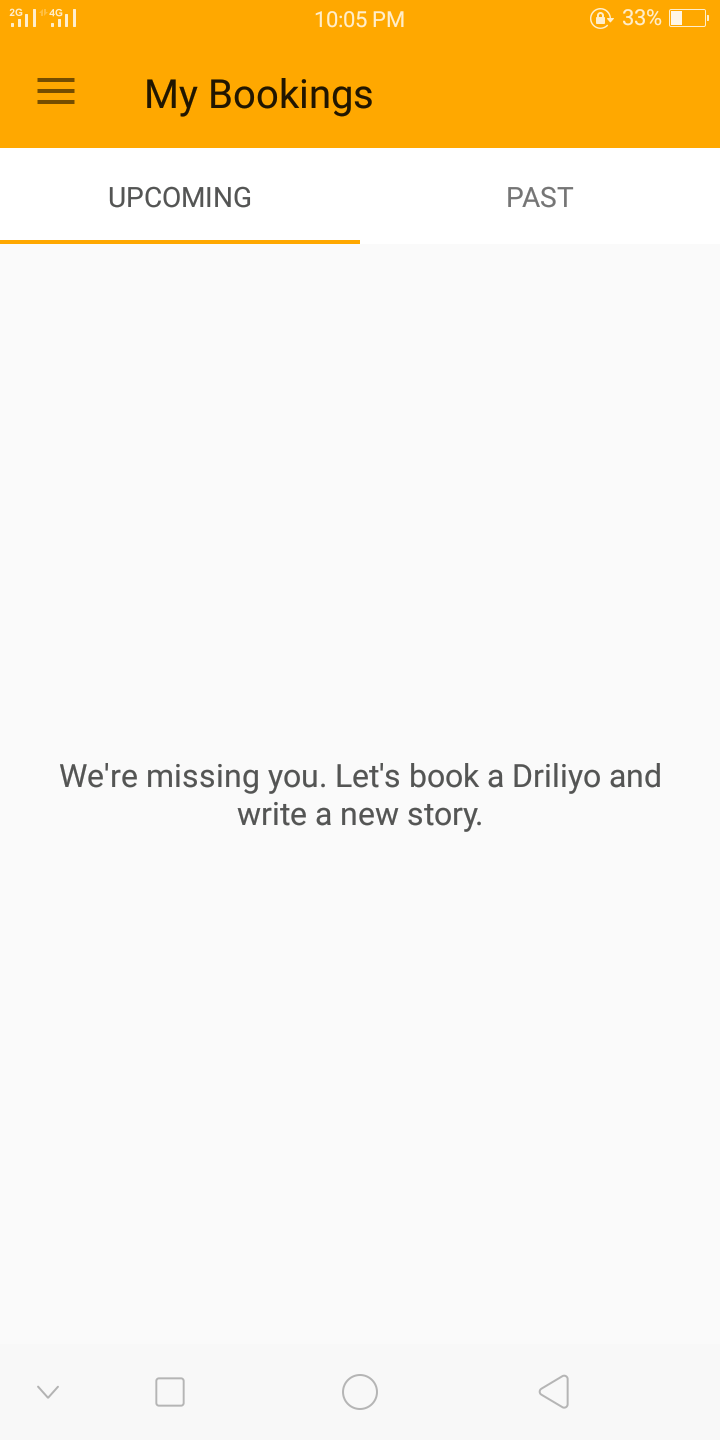 2G 4G 10:05 PM 33%
My Bookings
UPCOMING PAST
We're missing you. Let's book a Driliyo and
write a new story.